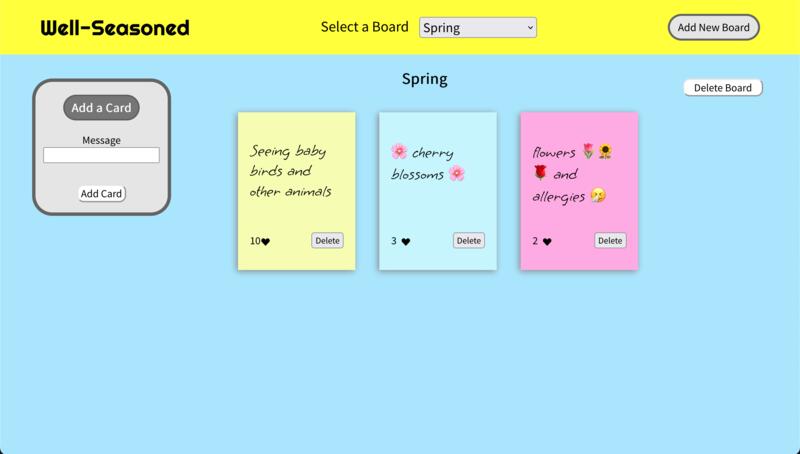 Well-Seasoned
Select a Board
Spring
Add New Board
Spring
Delete Board
Add a Card
Message
Add Card
Seeing baby
birds and
other animals
10♥
Delete
🌸 cherry
blossoms 🌸
3 ♥
Delete
flowers 🌷🌻
🌹 and
allergies 🤧
2 ♥
Delete